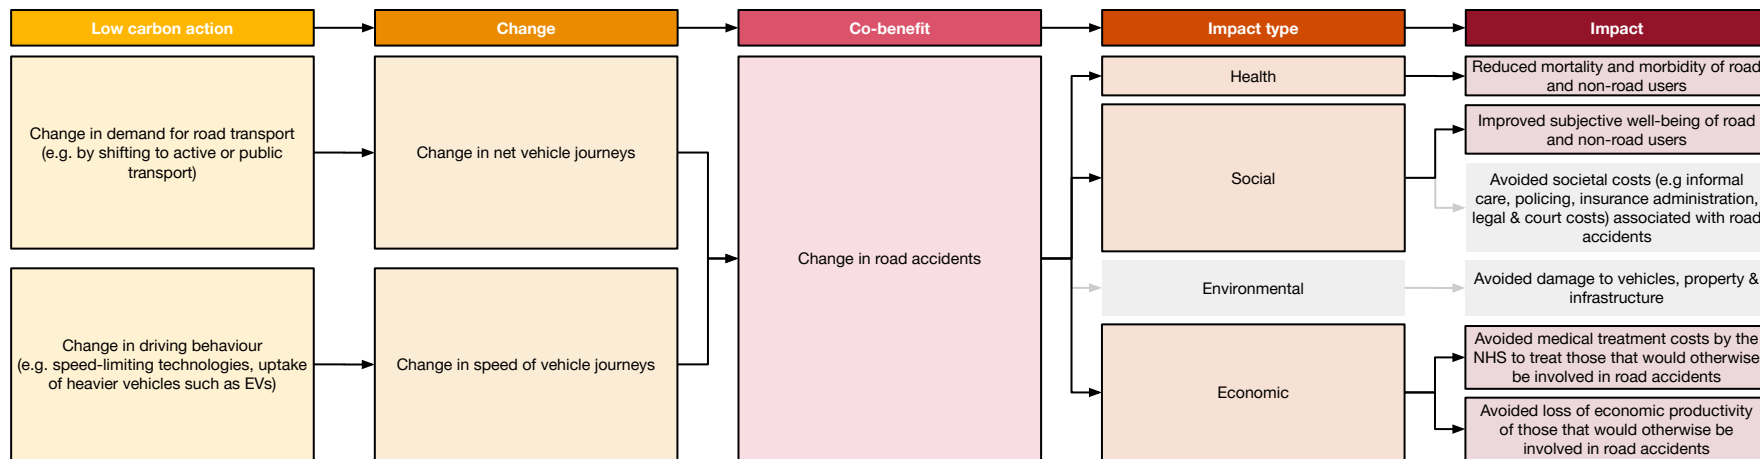 Low carbon action
Change
Co-benefit
Impact type
Impact
Change in demand for road transport
(e.g. by shifting to active or public
transport)
Change in net vehicle journeys
Change in driving behaviour
(e.g. speed-limiting technologies, uptake
of heavier vehicles such as EVs)
Change in speed of vehicle journeys
Change in road accidents
Health
Reduced mortality and morbidity of road
and non-road users
Social
Improved subjective well-being of road
and non-road users
Avoided societal costs (e.g informal
care, policing, insurance administration,
legal & court costs) associated with road
accidents
Environmental
Avoided damage to vehicles, property &
infrastructure
Economic
Avoided medical treatment costs by the
NHS to treat those that would otherwise
be involved in road accidents
Avoided loss of economic productivity
of those that would otherwise be
involved in road accidents